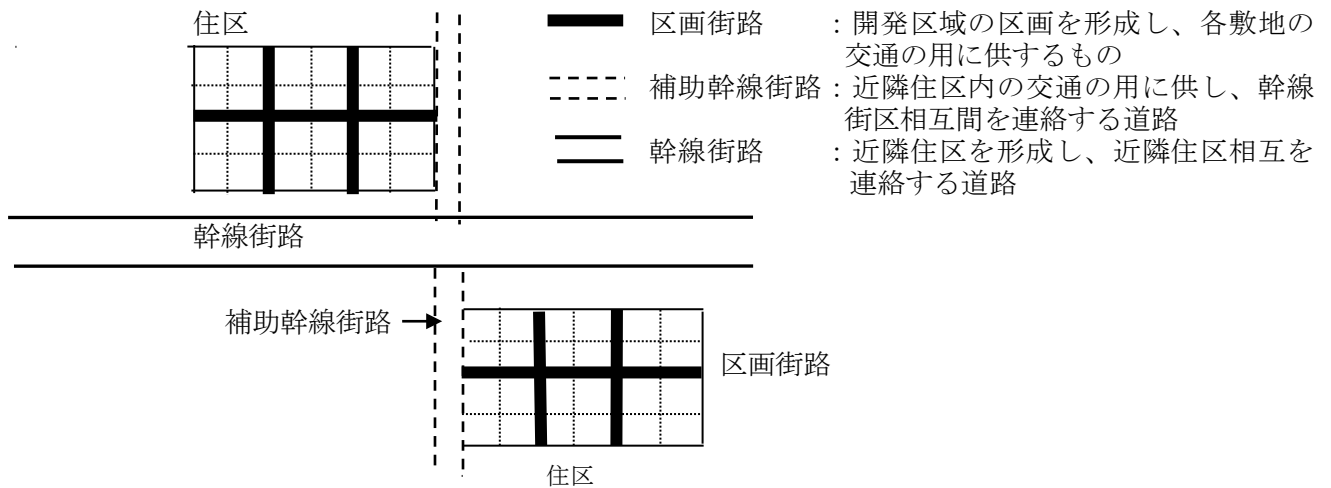 住区
区画街路 ：開発区域の区画を形成し、各敷地の
交通の用に供するもの
補助幹線街路：近隣住区内の交通の用に供し、幹線
街区相互間を連絡する道路
幹線街路 ：近隣住区を形成し、近隣住区相互を
連絡する道路
幹線街路
補助幹線街路
区画街路
住区